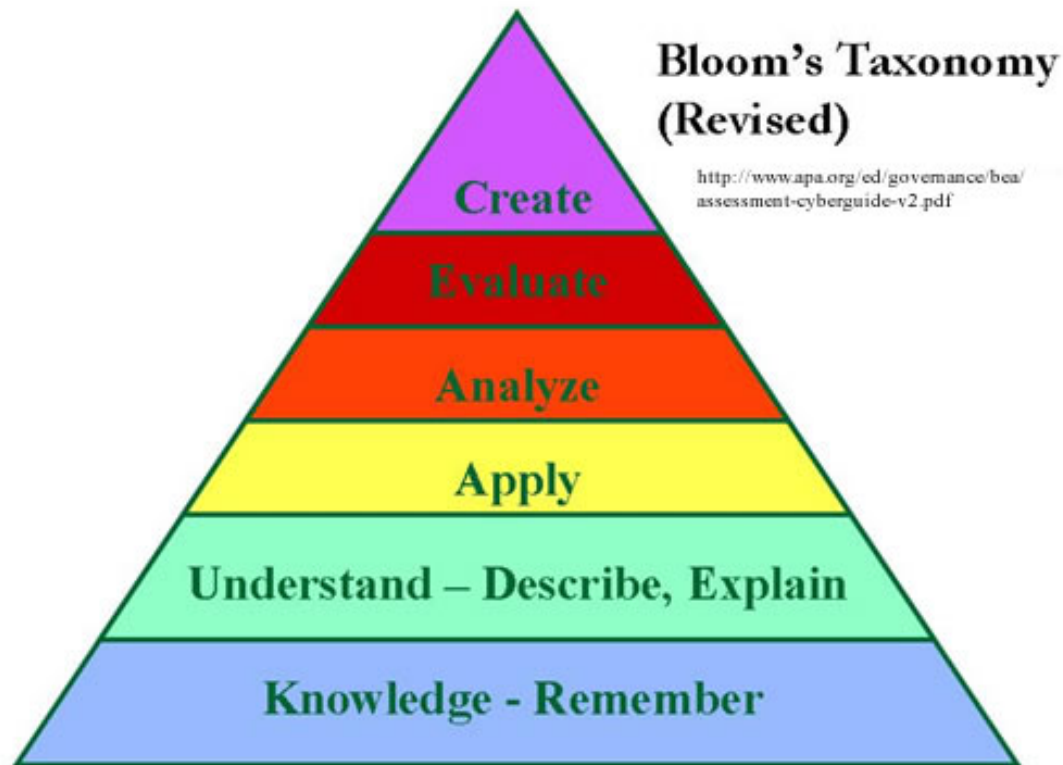 Bloom's Taxonomy
(Revised)
http://www.apa.org/ed/governance/bea/
assessment-cyberguide-v2.pdf
Create
Evaluate
Analyze
Apply
Understand – Describe, Explain
Knowledge - Remember